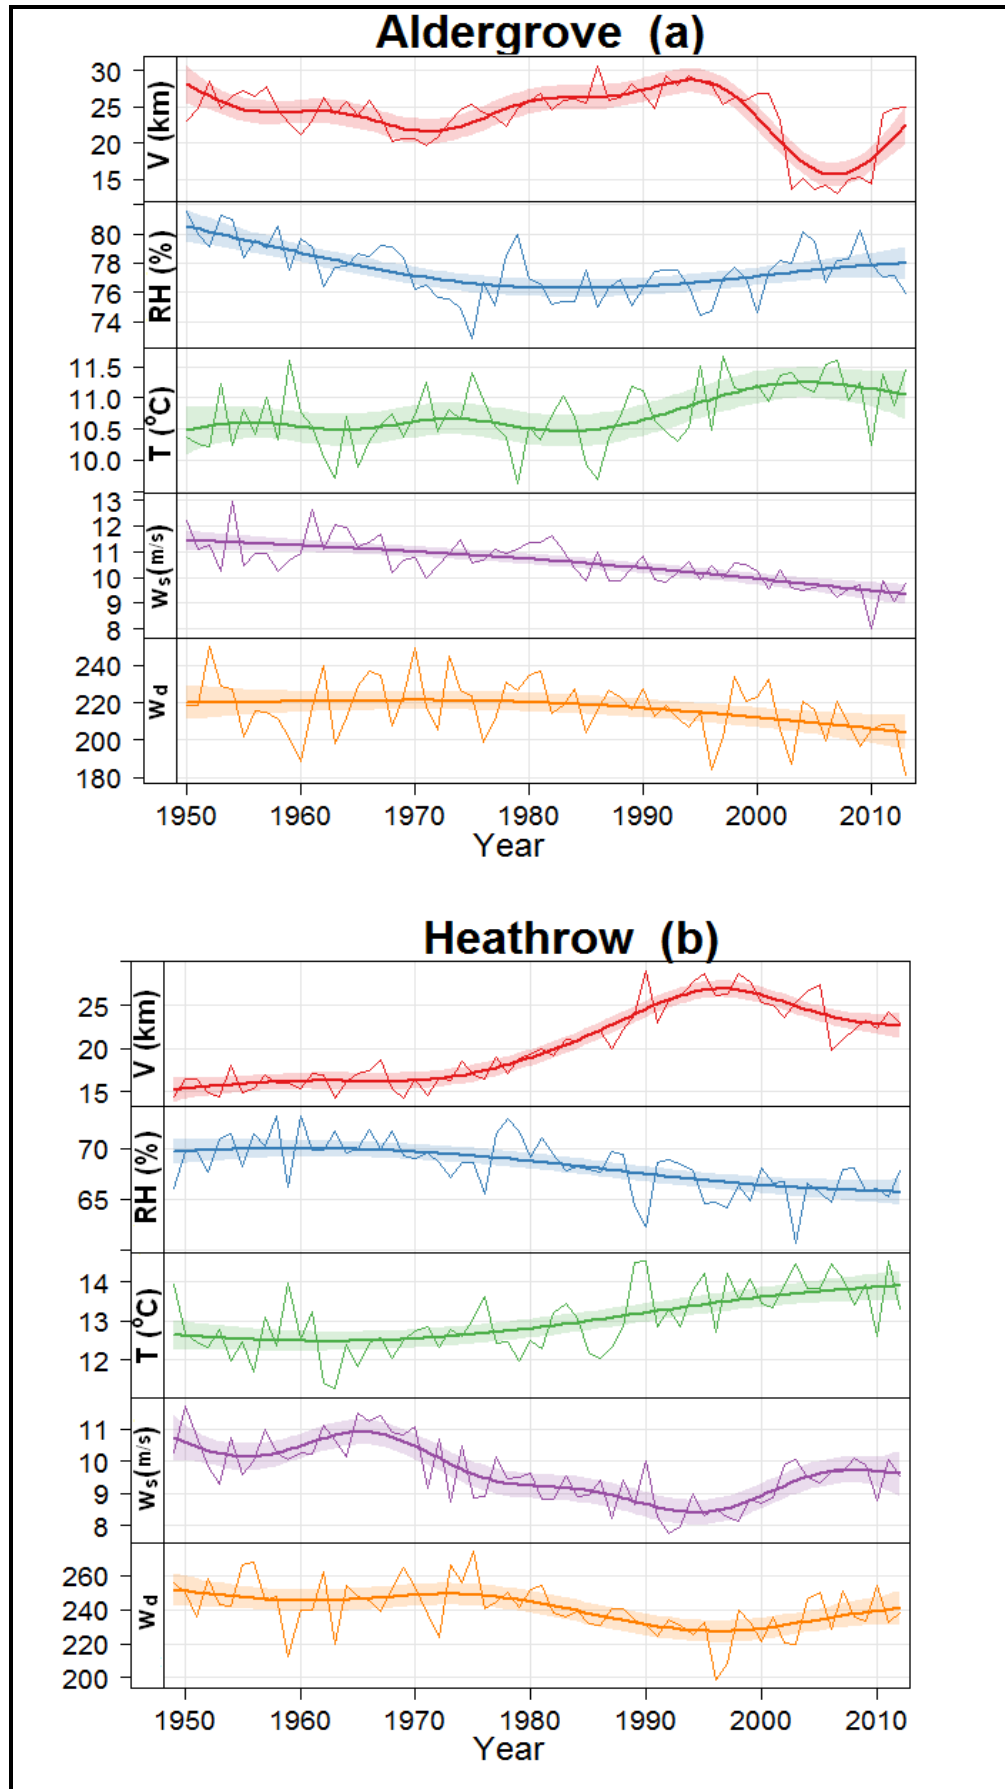 Aldergrove (a)
V (km)
30
25
20
15
RH (%)
80
78
76
74
T (°C)
11.5
11.0
10.5
10.0
Ws(m/s)
13
12
11
10
9
8
Wd
240
220
200
180
1950 1960 1970 1980 1990 2000 2010
Year
Heathrow (b)
V (km)
25
20
15
RH (%)
70
65
T (°C)
14
13
12
Ws(m/s)
11
10
9
8
Wd
260
240
220
200
1950 1960 1970 1980 1990 2000 2010
Year